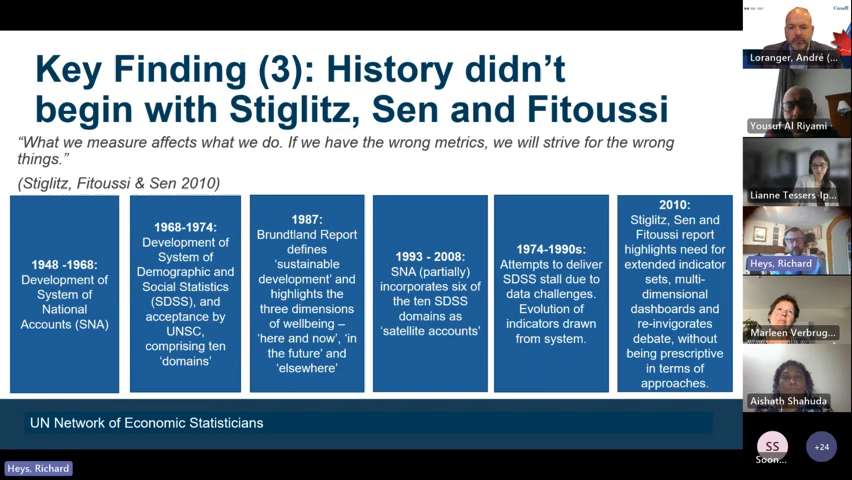 Key Finding (3): History didn't
begin with Stiglitz, Sen and Fitoussi
"What we measure affects what we do. If we have the wrong metrics, we will strive for the wrong
things."
(Stiglitz, Fitoussi & Sen 2010)
1948 -1968:
Development of
System of
National
Accounts (SNA)
1968-1974:
Development of
System of
Demographic and
Social Statistics
(SDSS), and
acceptance by
UNSC,
comprising ten
'domains'
1987:
Brundtland Report
defines
'sustainable
development' and
highlights the
three dimensions
of wellbeing –
'here and now', 'in
the future' and
'elsewhere'
1993 - 2008:
SNA (partially)
incorporates six of
the ten SDSS
domains as
'satellite accounts'
1974-1990s:
Attempts to deliver
SDSS stall due to
data challenges.
Evolution of
indicators drawn
from system.
2010:
Stiglitz, Sen and
Fitoussi report
highlights need for
extended indicator
sets, multi-
dimensional
dashboards and
re-invigorates
debate, without
being prescriptive
in terms of
approaches.
UN Network of Economic Statisticians
Heys, Richard
Canada
Loranger, André (...
Yousuf Al Riyami
Lianne Tessers-Ip...
Heys, Richard
Marleen Verbrug...
Aishath Shahuda
SS
Soon...
+24